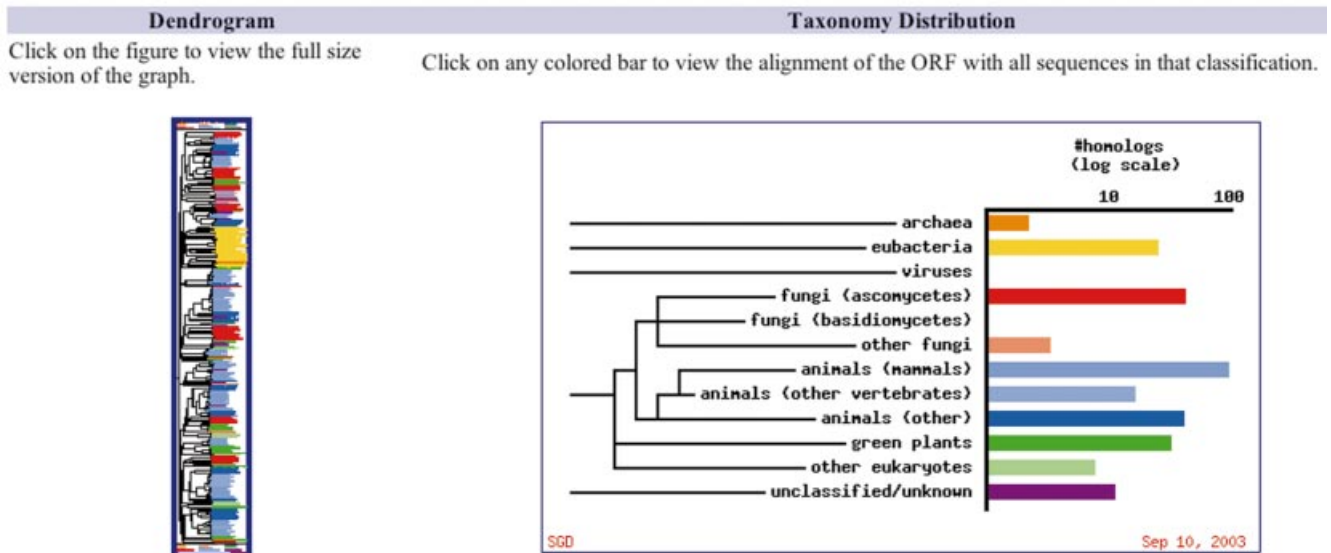 Dendrogram
Taxonomy Distribution
Click on the figure to view the full size
version of the graph.
Click on any colored bar to view the alignment of the ORF with all sequences in that classification.
#homologs
(log scale)
10
100
archaea
eubacteria
viruses
fungi (ascomycetes)
fungi (basidiomycetes)
other fungi
animals (mammals)
animals (other vertebrates)
animals (other)
green plants
other eukaryotes
unclassified/unknown
SGD
Sep 10, 2003